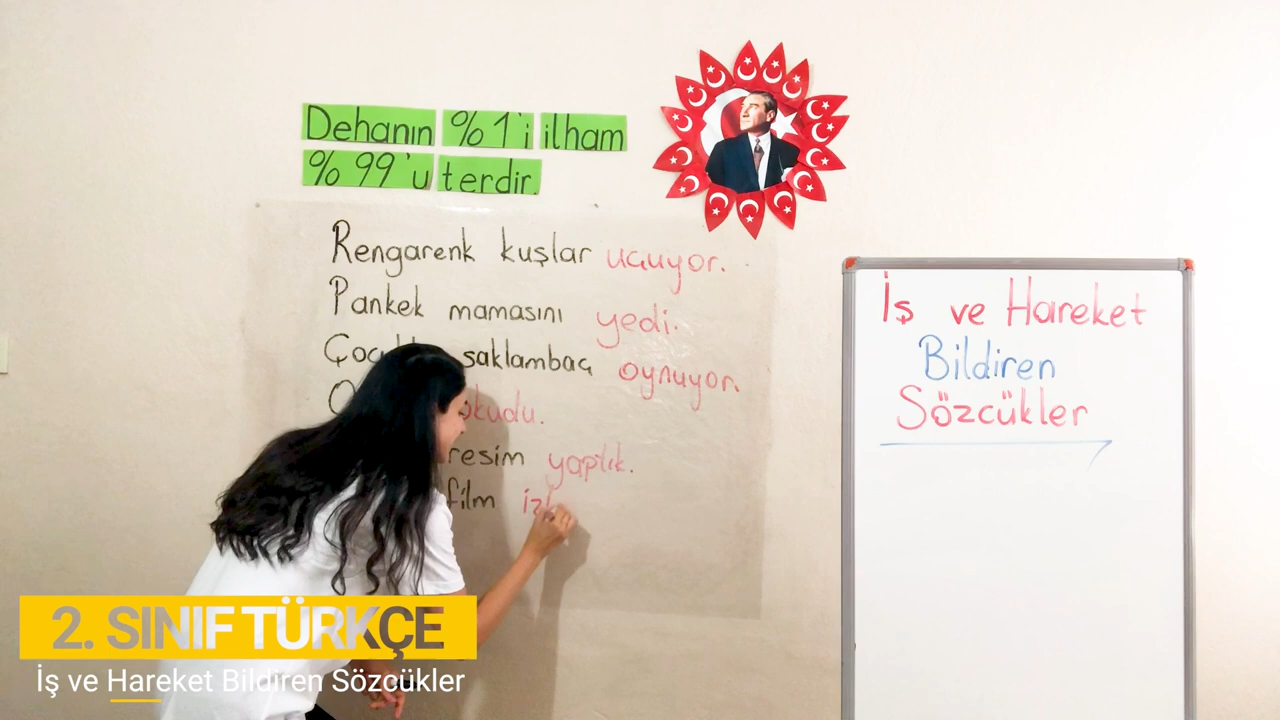 Dehanın %1'i ilham
%99'u terdir.
Rengarenk kuşlar uçuyor.
Pankek mamasını yedi.
saklambaç oynuyor.
okudu.
resim yaptık.
film
İş ve Hareket
Bildiren
Sözcükler
2. SINIF TÜRKÇE
İş ve Hareket Bildiren Sözcükler